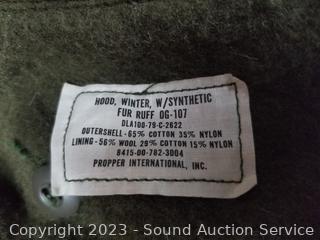 HOOD, WINTER, W/SYNTHETIC
FUR RUFF OG-107
DLA100-79-C-2622
OUTERSHELL-65% COTTON 35% NYLON
LINING-56% WOOL 29% COTTON 15% NYLON
8415-00-782-3004
PROPPER INTERNATIONAL, INC.
Copyright 2023 - Sound Auction Service